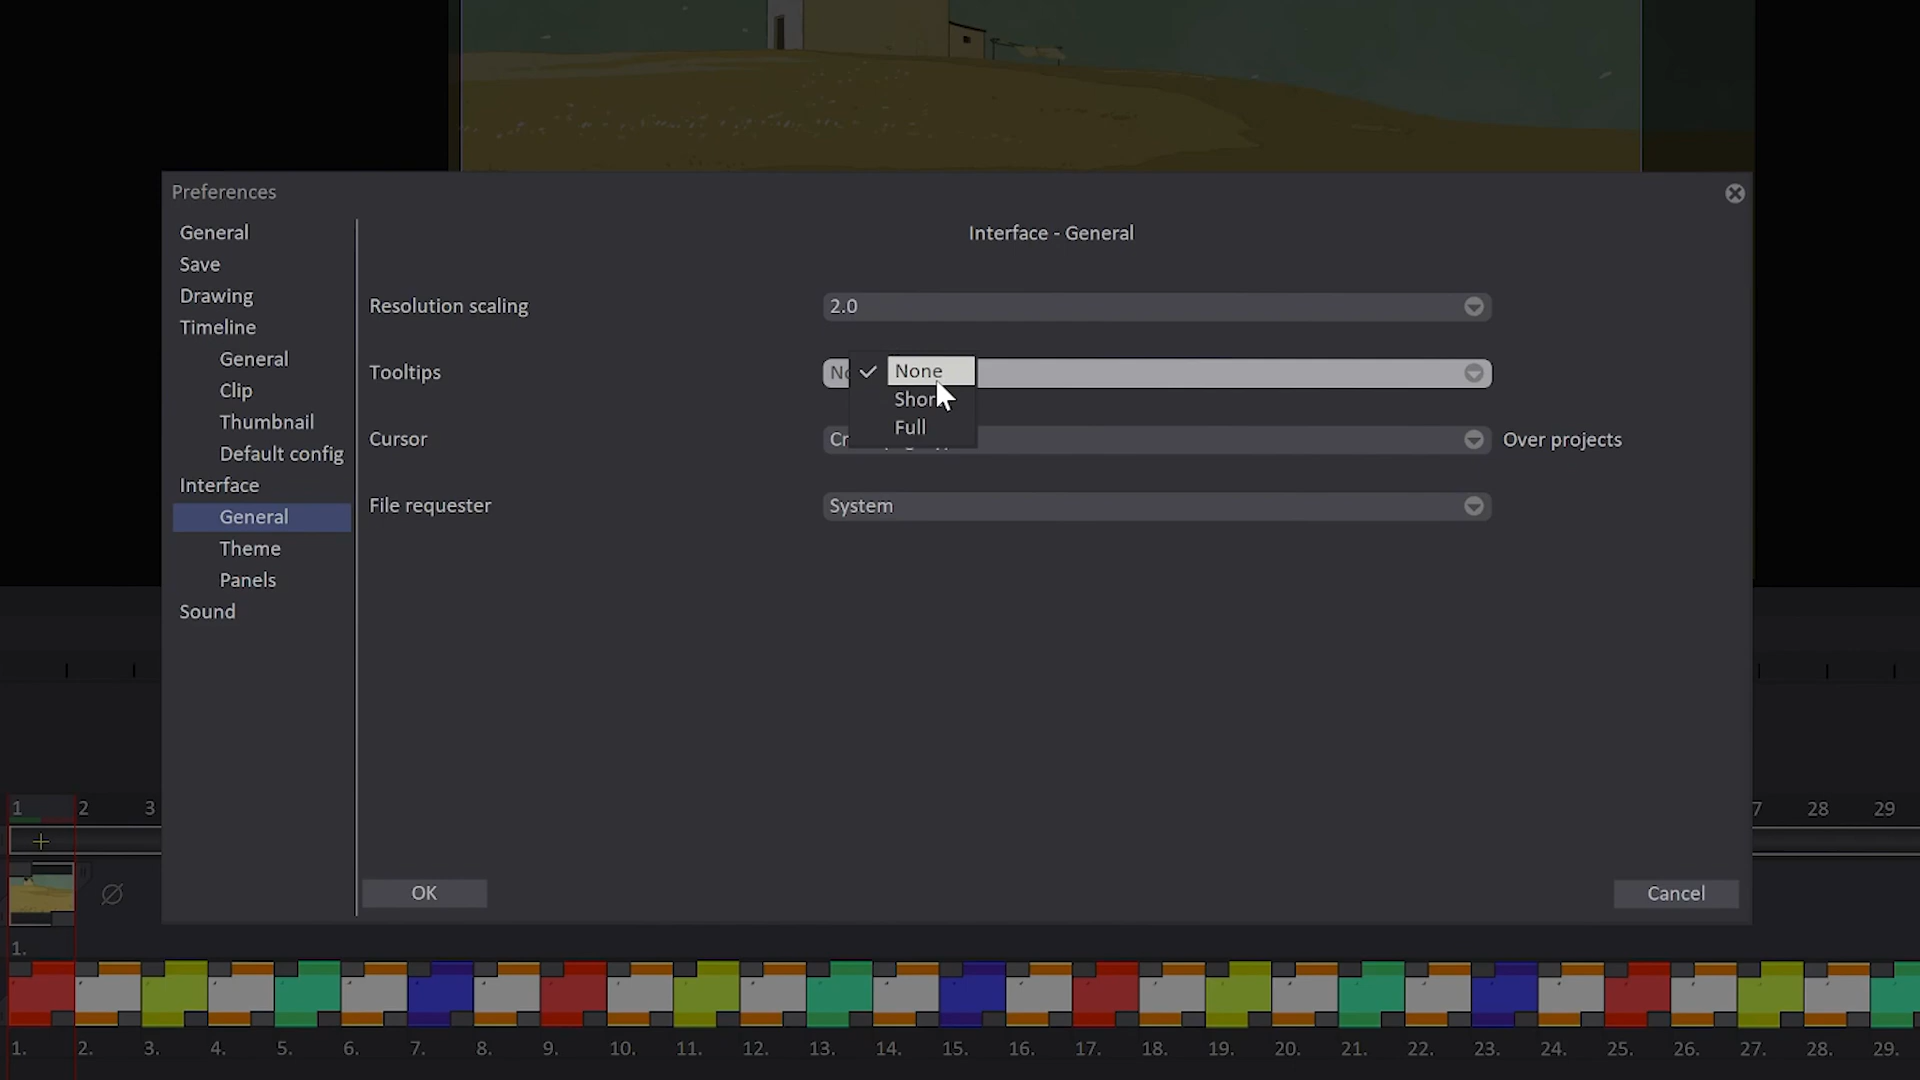 Preferences
General
Save
Drawing
Timeline
General
Clip
Thumbnail
Default config
Interface
General
Theme
Panels
Sound
Interface - General
Resolution scaling 2.0
Tooltips
None
Short
Full
Cursor Over projects
File requester System
OK Cancel
1 2 3 28 29
1.
1. 2. 3. 4. 5. 6. 7. 8. 9. 10. 11. 12. 13. 14. 15. 16. 17. 18. 19. 20. 21. 22. 23. 24. 25. 26. 27. 28. 29.